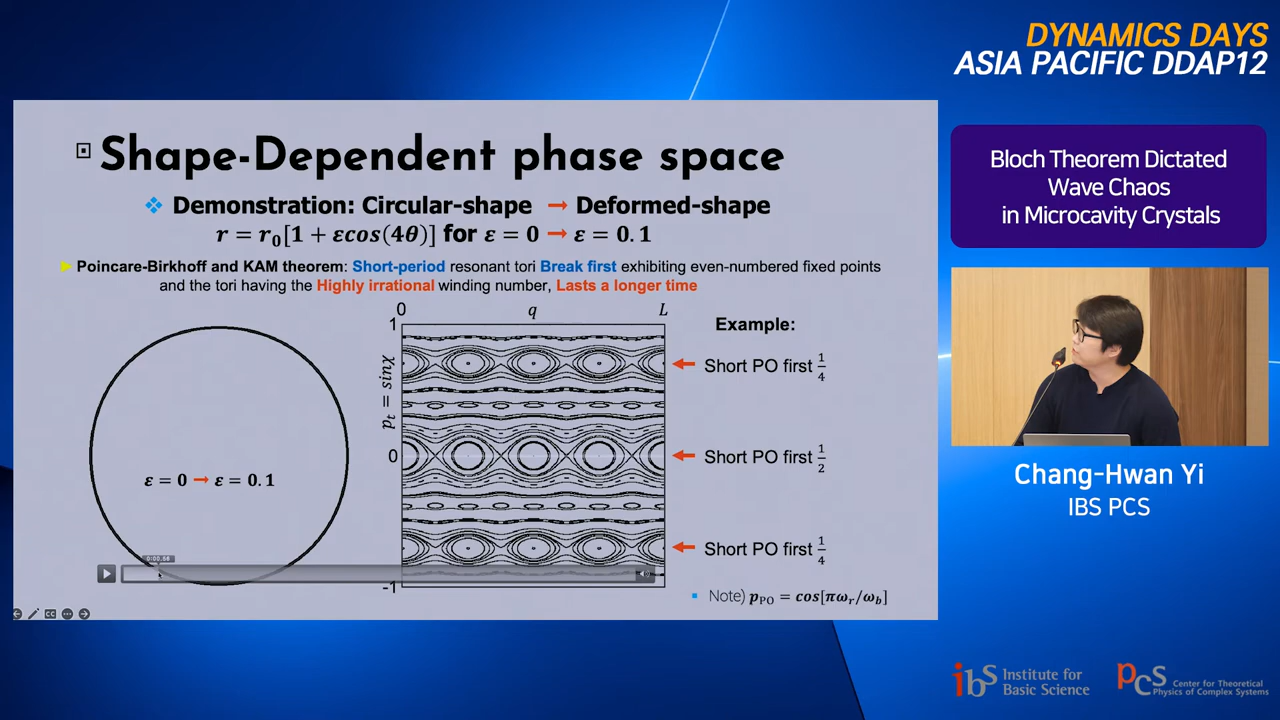 DYNAMICS DAYS
ASIA PACIFIC DDAP12
Shape-Dependent phase space
❖ Demonstration: Circular-shape → Deformed-shape
r = r₀[1 + εcos(4θ)] for ε = 0 → ε = 0.1
Poincare-Birkhoff and KAM theorem: Short-period resonant tori Break first exhibiting even-numbered fixed points
and the tori having the Highly irrational winding number, Lasts a longer time
0 q L
1
pₜ = sinχ
0
-1
ε = 0 → ε = 0.1
Example:
Short PO first 1/4
Short PO first 1/2
Short PO first 1/4
Note) p_PO = cos[πω_r/ω_b]
Bloch Theorem Dictated
Wave Chaos
in Microcavity Crystals
Chang-Hwan Yi
IBS PCS
ibS Institute for
Basic Science
PCS Center for Theoretical
Physics of Complex Systems